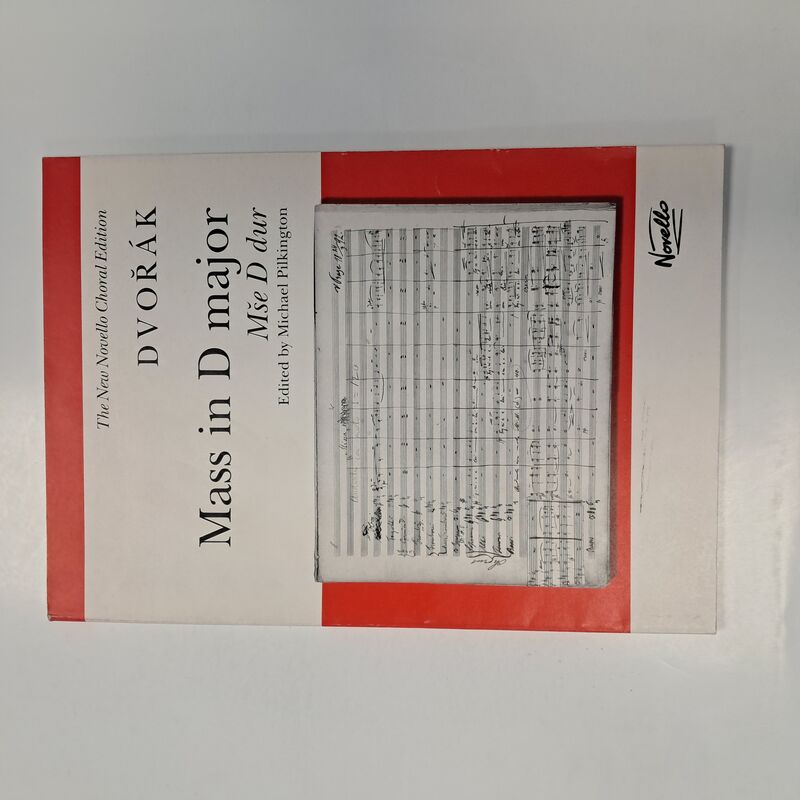 The New Novello Choral Edition
DVOŘÁK
Mass in D major
Mše D dur
Edited by Michael Pilkington
Novello